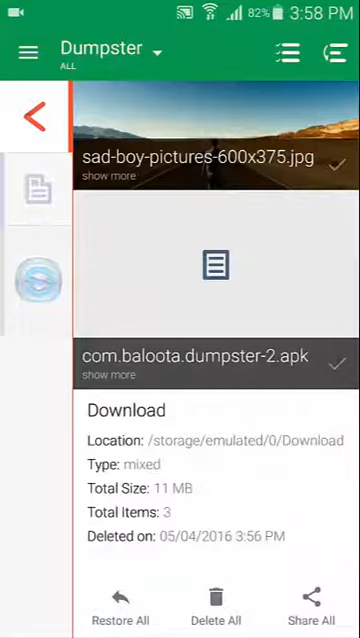 82% 3:58 PM
Dumpster
ALL
sad-boy-pictures-600x375.jpg
show more
com.baloota.dumpster-2.apk
show more
Download
Location: /storage/emulated/0/Download
Type: mixed
Total Size: 11 MB
Total Items: 3
Deleted on: 05/04/2016 3:56 PM
Restore All Delete All Share All